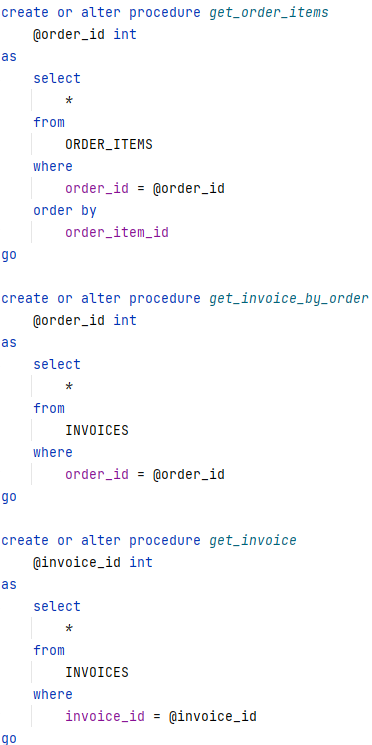 create or alter procedure get_order_items
    @order_id int
as
    select
        *
    from
        ORDER_ITEMS
    where
        order_id = @order_id
    order by
        order_item_id
go

create or alter procedure get_invoice_by_order
    @order_id int
as
    select
        *
    from
        INVOICES
    where
        order_id = @order_id
go

create or alter procedure get_invoice
    @invoice_id int
as
    select
        *
    from
        INVOICES
    where
        invoice_id = @invoice_id
go